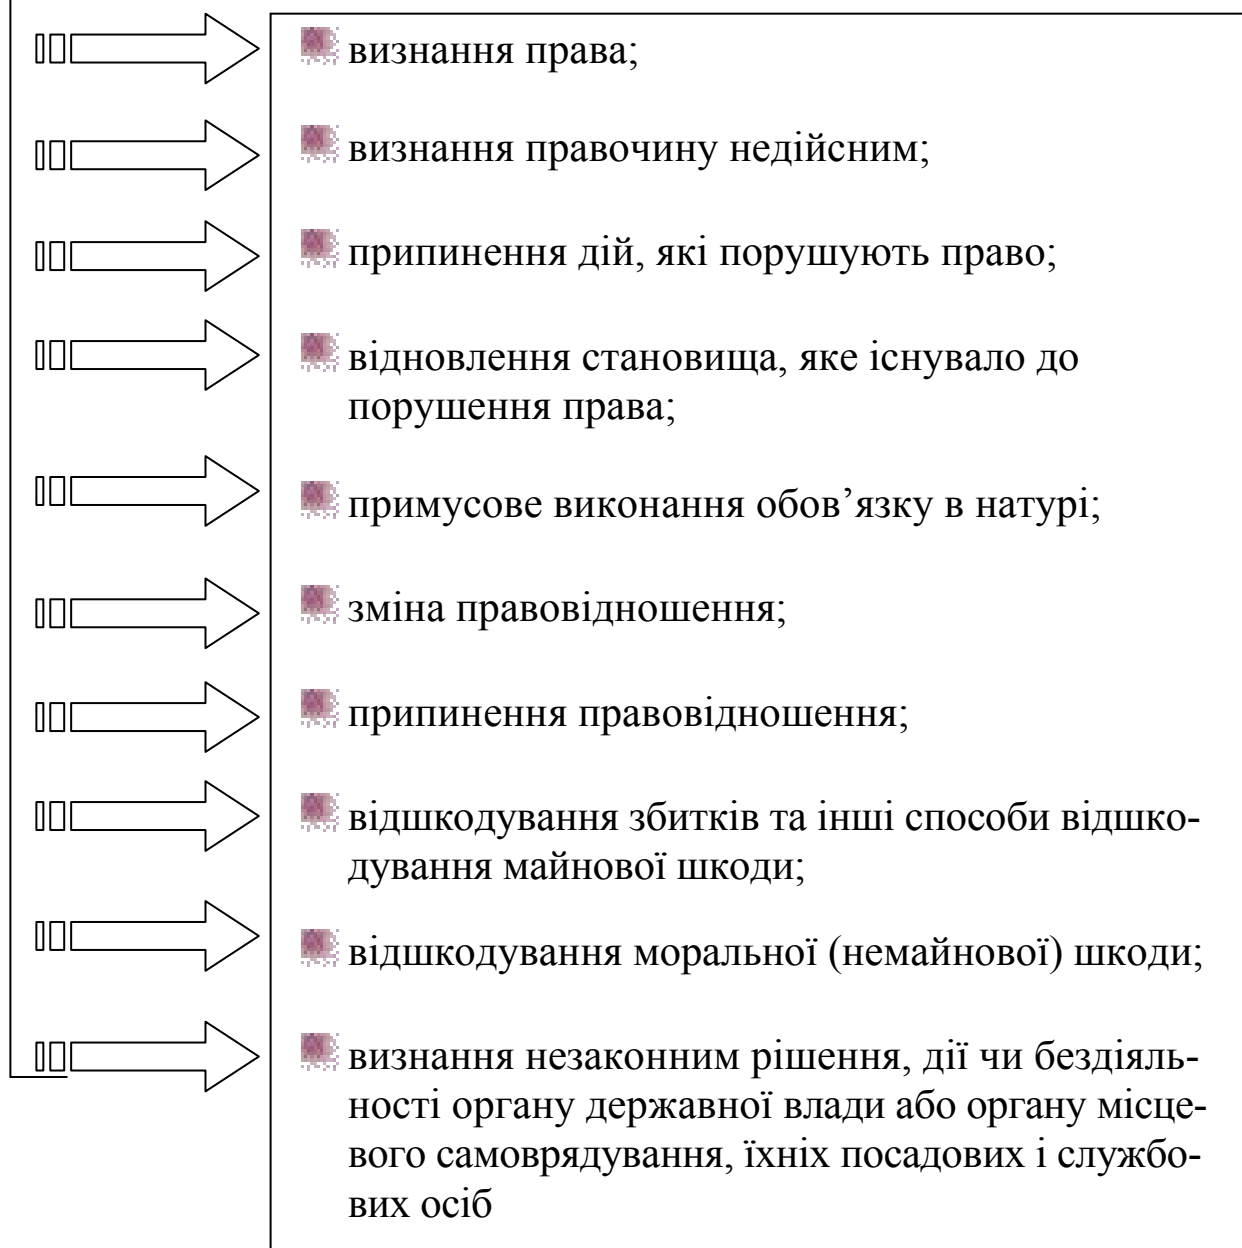 визнання права;
визнання правочину недійсним;
припинення дій, які порушують право;
відновлення становища, яке існувало до
порушення права;
примусове виконання обов’язку в натурі;
зміна правовідношення;
припинення правовідношення;
відшкодування збитків та інші способи відшко-
дування майнової шкоди;
відшкодування моральної (немайнової) шкоди;
визнання незаконним рішення, дії чи бездіяль-
ності органу державної влади або органу місце-
вого самоврядування, їхніх посадових і службо-
вих осіб